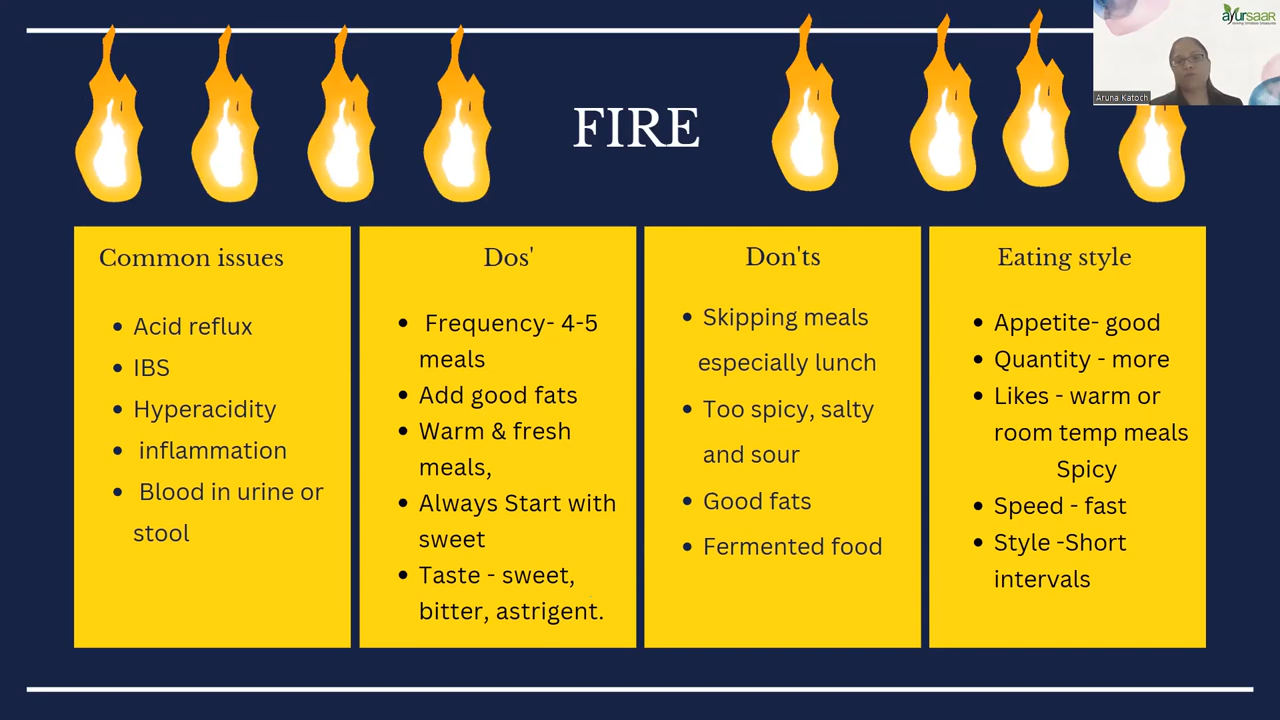 ayurSAAR
Aruna Katoch
FIRE
Common issues
Acid reflux
IBS
Hyperacidity
inflammation
Blood in urine or
stool
Dos'
Frequency- 4-5
meals
Add good fats
Warm & fresh
meals,
Always Start with
sweet
Taste - sweet,
bitter, astrigent.
Don'ts
Skipping meals
especially lunch
Too spicy, salty
and sour
Good fats
Fermented food
Eating style
Appetite- good
Quantity - more
Likes - warm or
room temp meals
Spicy
Speed - fast
Style -Short
intervals